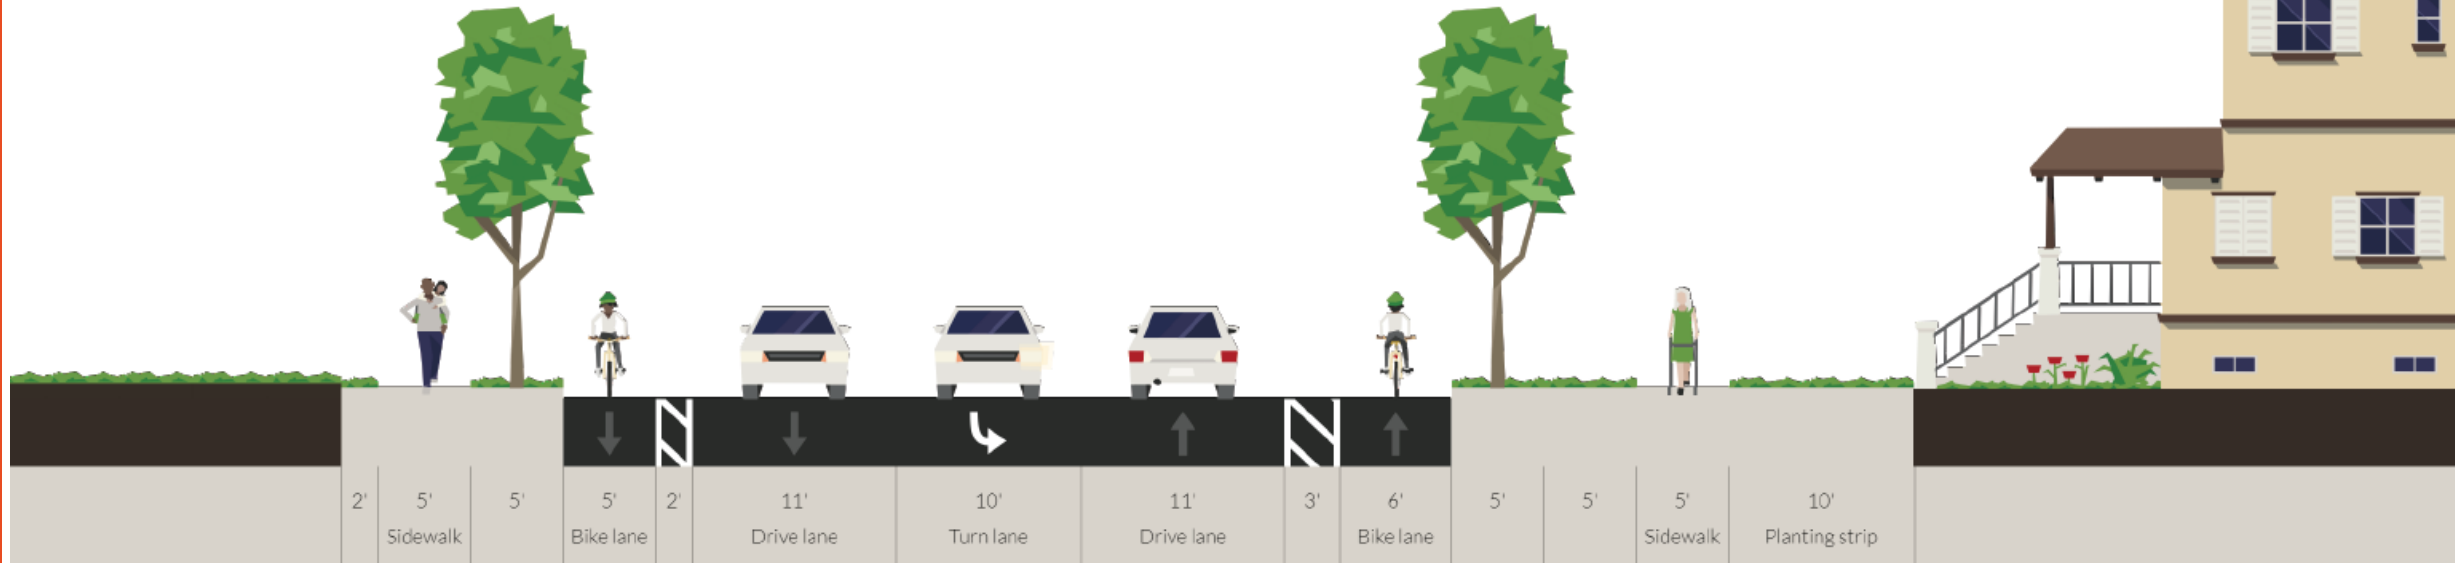 2' 5' 5' 5' 2' 11' 10' 11' 3' 6' 5' 5' 5' 10'
Sidewalk Bike lane Drive lane Turn lane Drive lane Bike lane Sidewalk Planting strip